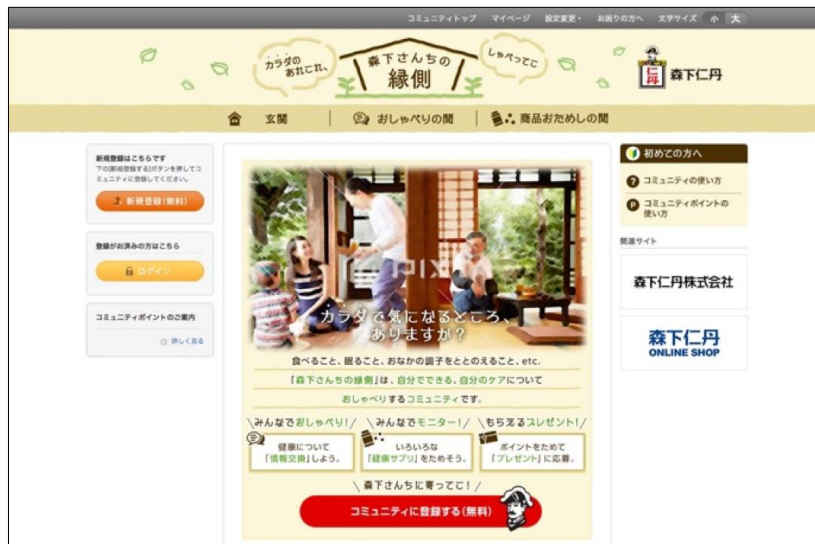 コミュニティトップ マイページ 設定変更 お困りの方へ 文字サイズ 小 大
カラダの
あれこれ、
森下さんちの
縁側
しゃべってこ
仁丹
森下仁丹
玄関 おしゃべりの間 商品おためしの間
新規登録はこちらです
下の[新規登録する]ボタンを押してコ
ミュニティに登録してください。
新規登録(無料)
登録がお済みの方はこちら
ログイン
コミュニティポイントのご案内
詳しく見る
PIXTA
カラダで気になるところ、
ありますか?
食べること、眠ること、おなかの調子をととのえること、etc.
「森下さんちの縁側」は、自分でできる、自分のケアについて
おしゃべりするコミュニティです。
みんなでおしゃべり! みんなでモニター! もらえるプレゼント!
健康について
「情報交換」しよう。
いろいろな
「健康サプリ」をためそう。
ポイントをためて
「プレゼント」に応募。
森下さんちに寄ってこ!
コミュニティに登録する(無料)
初めての方へ
? コミュニティの使い方
P コミュニティポイントの
使い方
関連サイト
森下仁丹株式会社
森下仁丹
ONLINE SHOP